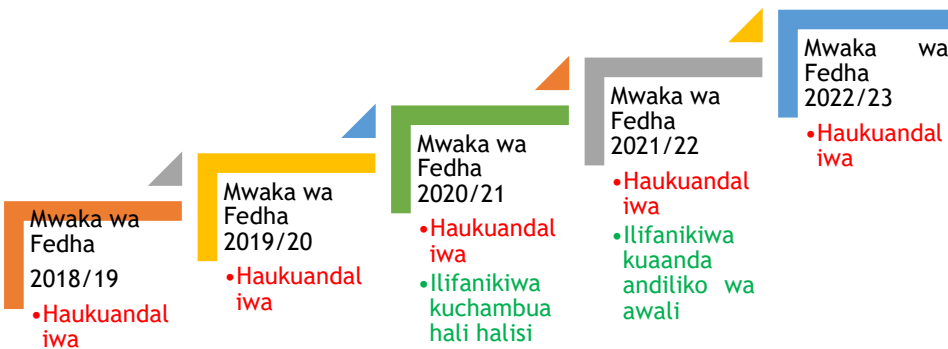 Mwaka wa
Fedha
2018/19
•Haukuandal
iwa
Mwaka wa
Fedha
2019/20
•Haukuandal
iwa
Mwaka wa
Fedha
2020/21
•Haukuandal
iwa
•Ilifanikiwa
kuchambua
hali halisi
Mwaka wa
Fedha
2021/22
•Haukuandal
iwa
•Ilifanikiwa
kuaanda
andiliko wa
awali
Mwaka wa
Fedha
2022/23
•Haukuandal
iwa